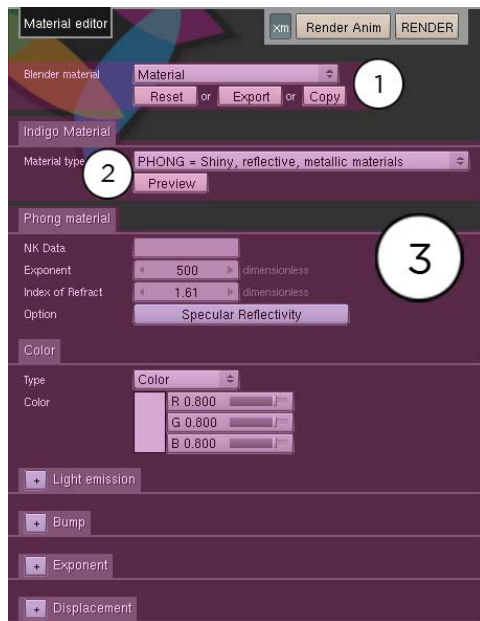 Material editor
xm Render Anim RENDER
Blender material Material
Reset or Export or Copy
1
Indigo Material
Material type PHONG = Shiny, reflective, metallic materials
2
Preview
Phong material
3
NK Data
Exponent 500 dimensionless
Index of Refract 1.61 dimensionless
Option Specular Reflectivity
Color
Type Color
Color R 0.800
G 0.800
B 0.800
+ Light emission
+ Bump
+ Exponent
+ Displacement